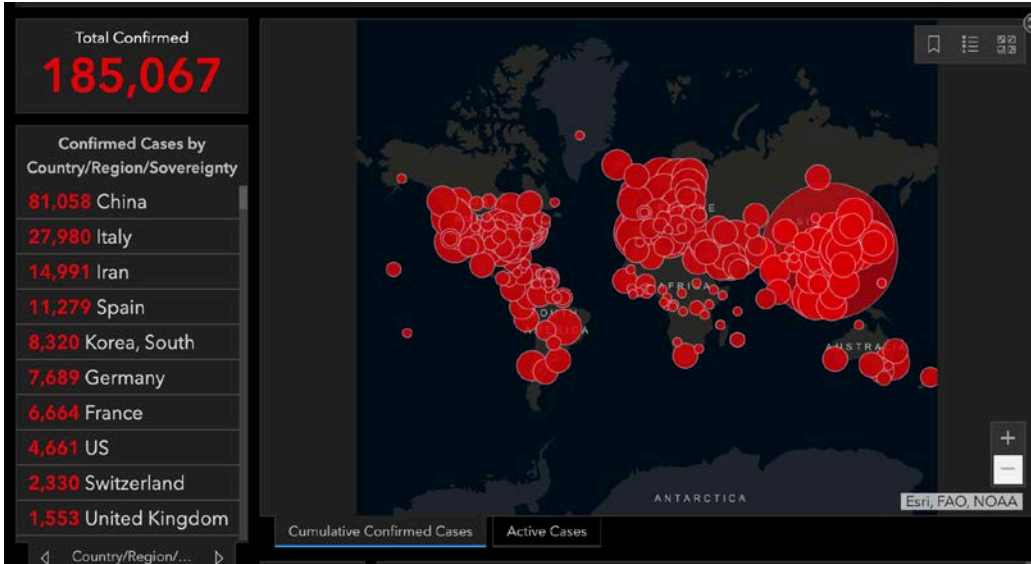 Total Confirmed
185,067
Confirmed Cases by
Country/Region/Sovereignty
81,058 China
27,980 Italy
14,991 Iran
11,279 Spain
8,320 Korea, South
7,689 Germany
6,664 France
4,661 US
2,330 Switzerland
1,553 United Kingdom
Country/Region/...
AFRICA
SOUTH
AMERICA
ANTARCTICA
Esri, FAO, NOAA
Cumulative Confirmed Cases
Active Cases